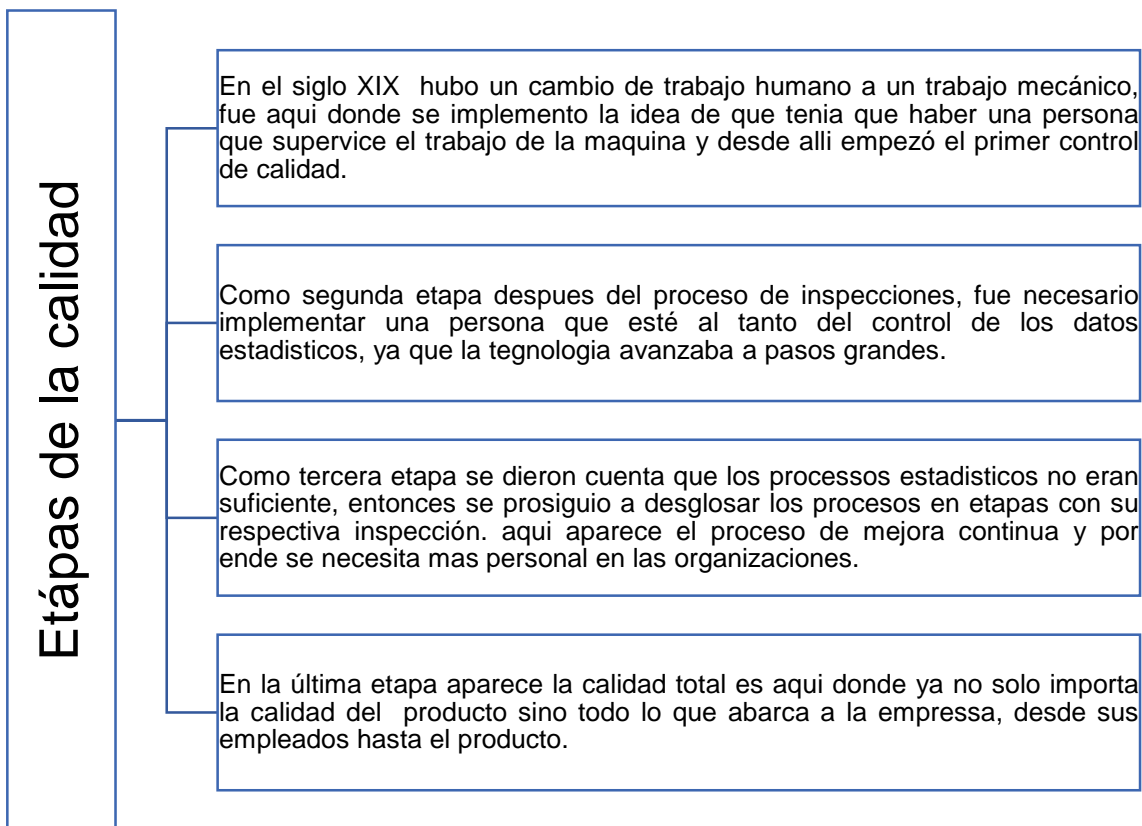 Etápas de la calidad
En el siglo XIX hubo un cambio de trabajo humano a un trabajo mecánico,
fue aqui donde se implemento la idea de que tenia que haber una persona
que supervice el trabajo de la maquina y desde alli empezó el primer control
de calidad.
Como segunda etapa despues del proceso de inspecciones, fue necesario
implementar una persona que esté al tanto del control de los datos
estadisticos, ya que la tegnologia avanzaba a pasos grandes.
Como tercera etapa se dieron cuenta que los processos estadisticos no eran
suficiente, entonces se prosiguio a desglosar los procesos en etapas con su
respectiva inspección. aqui aparece el proceso de mejora continua y por
ende se necesita mas personal en las organizaciones.
En la última etapa aparece la calidad total es aqui donde ya no solo importa
la calidad del producto sino todo lo que abarca a la empressa, desde sus
empleados hasta el producto.